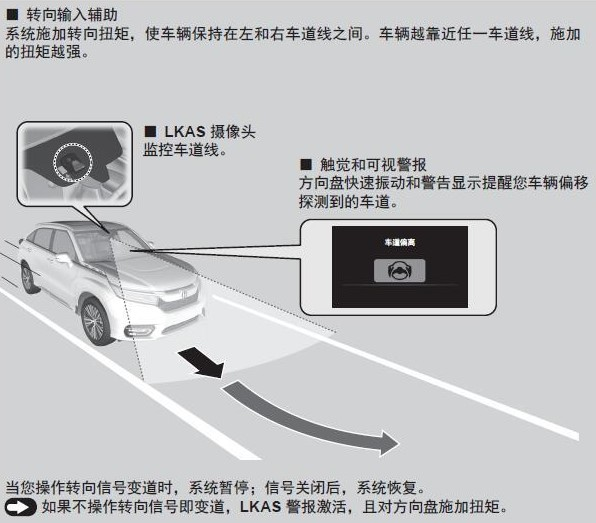 ■ 转向输入辅助
系统施加转向扭矩，使车辆保持在左和右车道线之间。车辆越靠近任一车道线，施加
的扭矩越强。
■ LKAS 摄像头
监控车道线。
■ 触觉和可视警报
方向盘快速振动和警告显示提醒您车辆偏移
探测到的车道。
车道偏离
当您操作转向信号变道时，系统暂停；信号关闭后，系统恢复。
如果不操作转向信号即变道，LKAS 警报激活，且对方向盘施加扭矩。